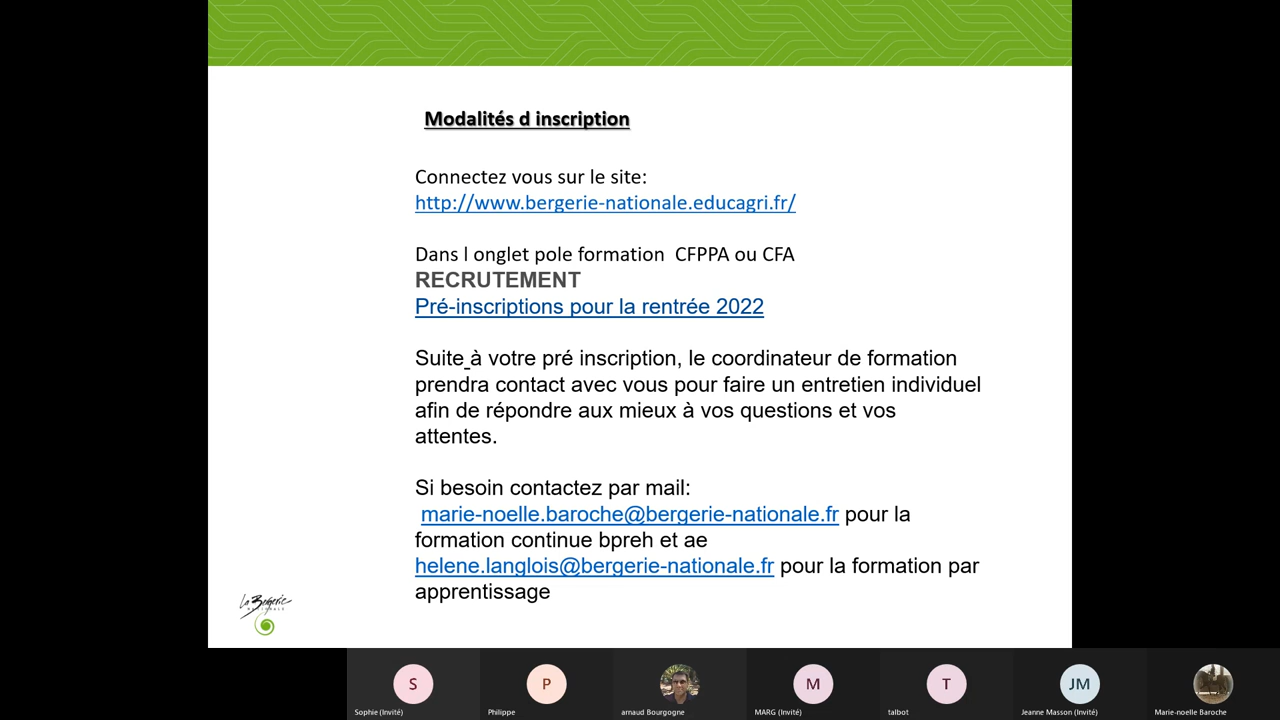 Modalités d inscription
Connectez vous sur le site:
http://www.bergerie-nationale.educagri.fr/
Dans l onglet pole formation  CFPPA ou CFA
RECRUTEMENT
Pré-inscriptions pour la rentrée 2022
Suite à votre pré inscription, le coordinateur de formation
prendra contact avec vous pour faire un entretien individuel
afin de répondre aux mieux à vos questions et vos
attentes.
Si besoin contactez par mail:
marie-noelle.baroche@bergerie-nationale.fr pour la
formation continue bpreh et ae
helene.langlois@bergerie-nationale.fr pour la formation par
apprentissage
La Bergerie
NATIONALE
S
P
M
T
JM
Sophie (Invité)
Philippe
arnaud Bourgogne
MARG (Invité)
talbot
Jeanne Masson (Invité)
Marie-noelle Baroche